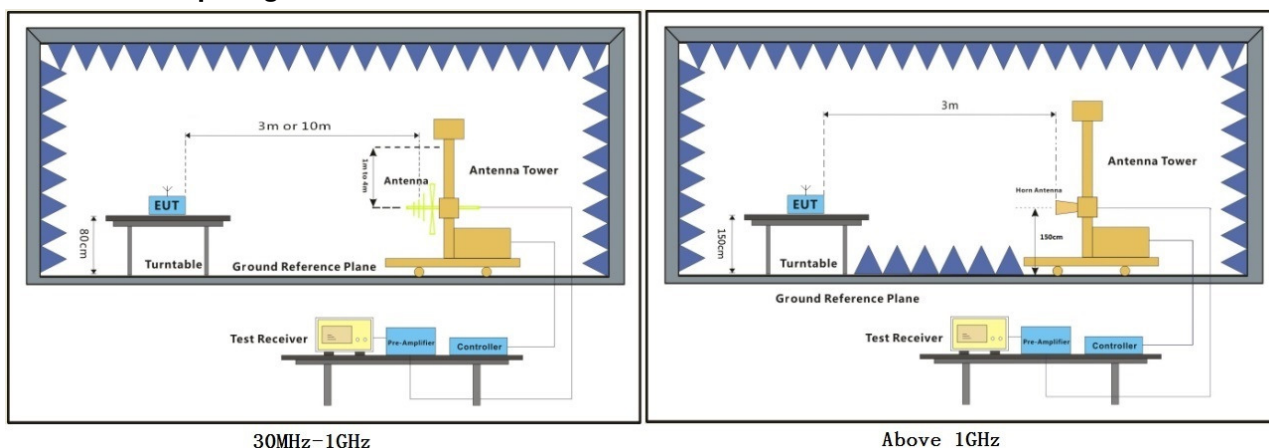 3m or 10m
1m to 4m
Antenna
Antenna Tower
EUT
80cm
Turntable
Ground Reference Plane
Test Receiver
Pre-Amplifier
Controller
30MHz-1GHz
3m
Antenna Tower
Horn Antenna
EUT
150cm
150cm
Turntable
Ground Reference Plane
Test Receiver
Pre-Amplifier
Controller
Above 1GHz